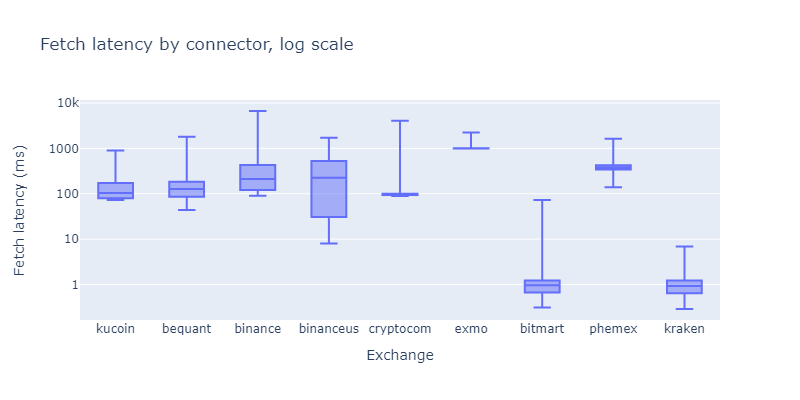 Fetch latency by connector, log scale
Fetch latency (ms)
10k
1000
100
10
1
kucoin bequant binance binanceus cryptocom exmo bitmart phemex kraken
Exchange